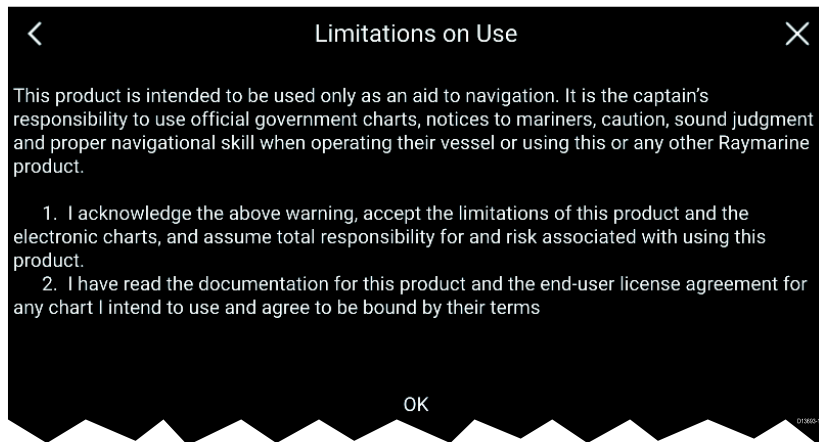 Limitations on Use
This product is intended to be used only as an aid to navigation. It is the captain's
responsibility to use official government charts, notices to mariners, caution, sound judgment
and proper navigational skill when operating their vessel or using this or any other Raymarine
product.
1. I acknowledge the above warning, accept the limitations of this product and the
electronic charts, and assume total responsibility for and risk associated with using this
product.
2. I have read the documentation for this product and the end-user license agreement for
any chart I intend to use and agree to be bound by their terms
OK